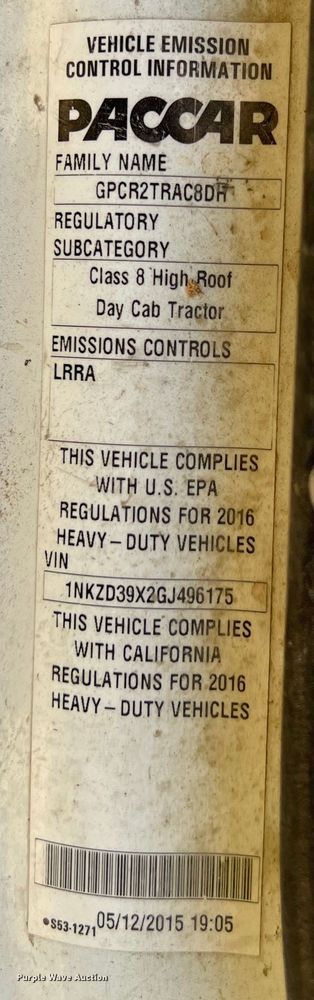 VEHICLE EMISSION
CONTROL INFORMATION
PACCAR
FAMILY NAME
GPCR2TRAC8DH
REGULATORY
SUBCATEGORY
Class 8 High Roof
Day Cab Tractor
EMISSIONS CONTROLS
LRRA
THIS VEHICLE COMPLIES
WITH U.S. EPA
REGULATIONS FOR 2016
HEAVY – DUTY VEHICLES
VIN
1NKZD39X2GJ496175
THIS VEHICLE COMPLIES
WITH CALIFORNIA
REGULATIONS FOR 2016
HEAVY – DUTY VEHICLES
S53-1271 05/12/2015 19:05
Purple Wave Auction